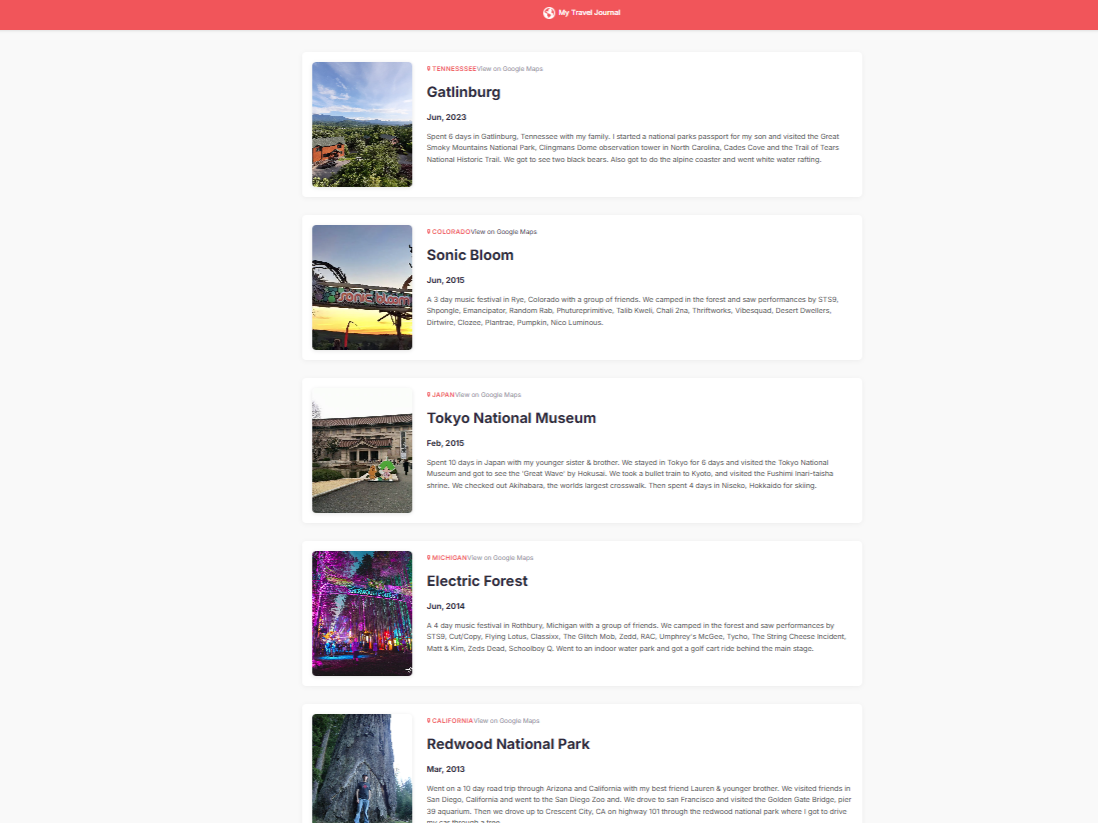 My Travel Journal
TENNESSSEEView on Google Maps
Gatlinburg
Jun, 2023
Spent 6 days in Gatlinburg, Tennessee with my family. I started a national parks passport for my son and visited the Great
Smoky Mountains National Park, Clingmans Dome observation tower in North Carolina, Cades Cove and the Trail of Tears
National Historic Trail. We got to see two black bears. Also got to do the alpine coaster and went white water rafting.
COLORADOView on Google Maps
Sonic Bloom
Jun, 2015
sonic bloom
A 3 day music festival in Rye, Colorado with a group of friends. We camped in the forest and saw performances by STS9,
Shpongle, Emancipator, Random Rab, Phutureprimitive, Talib Kweli, Chali 2na, Thriftworks, Vibesquad, Desert Dwellers,
Dirtwire, Clozee, Plantrae, Pumpkin, Nico Luminous.
JAPANView on Google Maps
Tokyo National Museum
Feb, 2015
Spent 10 days in Japan with my younger sister & brother. We stayed in Tokyo for 6 days and visited the Tokyo National
Museum and got to see the 'Great Wave' by Hokusai. We took a bullet train to Kyoto, and visited the Fushimi Inari-taisha
shrine. We checked out Akihabara, the worlds largest crosswalk. Then spent 4 days in Niseko, Hokkaido for skiing.
MICHIGANView on Google Maps
Electric Forest
Jun, 2014
A 4 day music festival in Rothbury, Michigan with a group of friends. We camped in the forest and saw performances by
STS9, Cut/Copy, Flying Lotus, Classixx, The Glitch Mob, Zedd, RAC, Umphrey's McGee, Tycho, The String Cheese Incident,
Matt & Kim, Zeds Dead, Schoolboy Q. Went to an indoor water park and got a golf cart ride behind the main stage.
CALIFORNIAView on Google Maps
Redwood National Park
Mar, 2013
Went on a 10 day road trip through Arizona and California with my best friend Lauren & younger brother. We visited friends in
San Diego, California and went to the San Diego Zoo and. We drove to san Francisco and visited the Golden Gate Bridge, pier
39 aquarium. Then we drove up to Crescent City, CA on highway 101 through the redwood national park where I got to drive
my car through a tree.